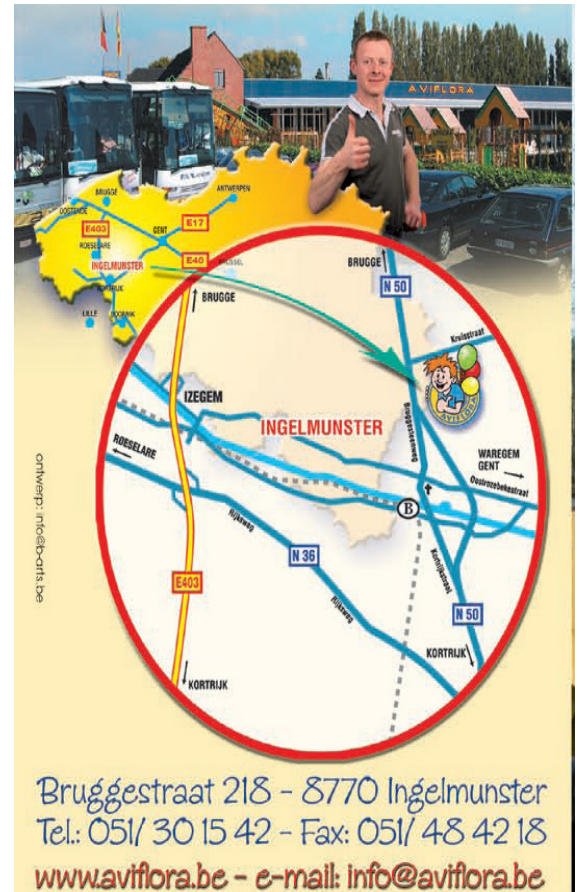 AVIFLORA
ANTWERPEN
BRUGGE
OOSTENDE
E17
E403
GENT
ROESELARE
E40
INGELMUNSTER
BRUSSEL
KORTRIJK
LILLE
DOORNIK
BRUGGE
N 50
BRUGGE
Kruisstraat
AVIFLORA
IZEGEM
INGELMUNSTER
Bruggesteenweg
ROESELARE
WAREGEM
GENT
Oostrozebekestraat
B
Rijksweg
N 36
Kortrijkstraat
E403
Rijksweg
N 50
KORTRIJK
KORTRIJK
ontwerp: info@b-arts.be
Bruggestraat 218 - 8770 Ingelmunster
Tel.: 051/ 30 15 42 - Fax: 051/ 48 42 18
www.aviflora.be - e-mail: info@aviflora.be